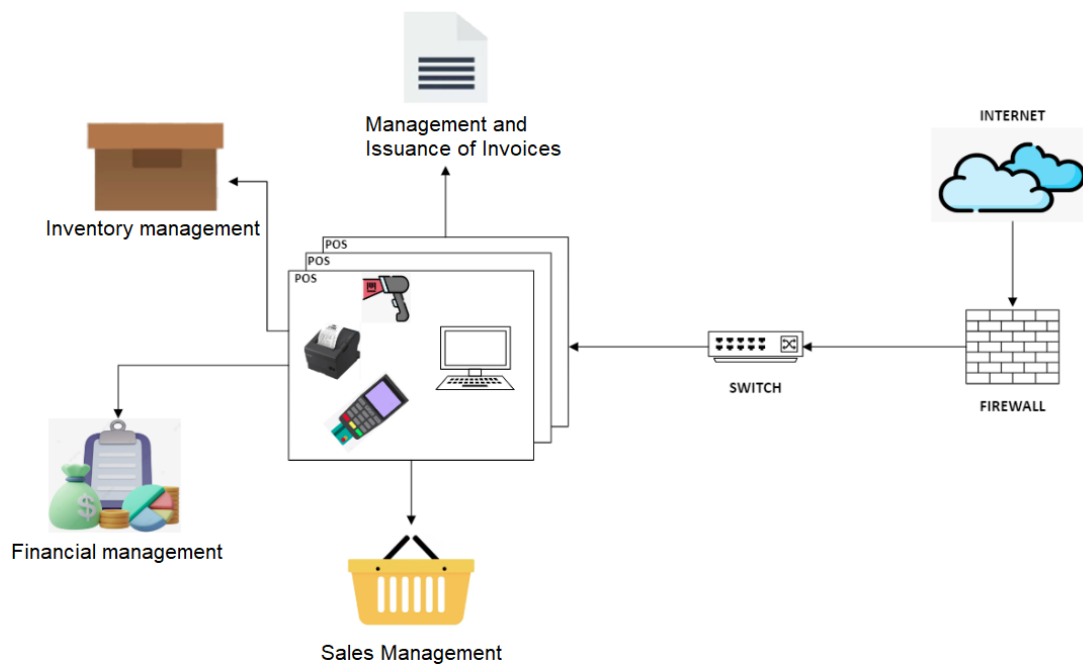 Management and
Issuance of Invoices
INTERNET
Inventory management
POS
POS
POS
SWITCH
FIREWALL
$
Financial management
Sales Management